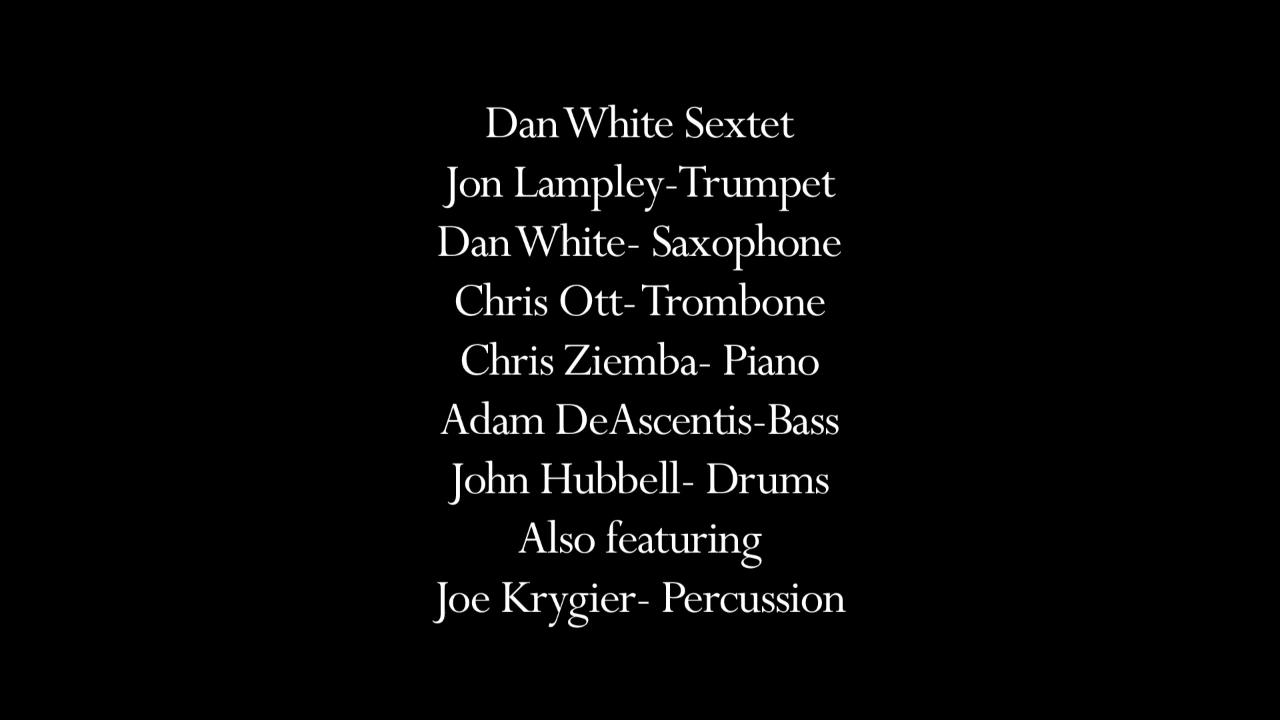 Dan White Sextet
Jon Lampley-Trumpet
Dan White- Saxophone
Chris Ott- Trombone
Chris Ziemba- Piano
Adam DeAscentis-Bass
John Hubbell- Drums
Also featuring
Joe Krygier- Percussion